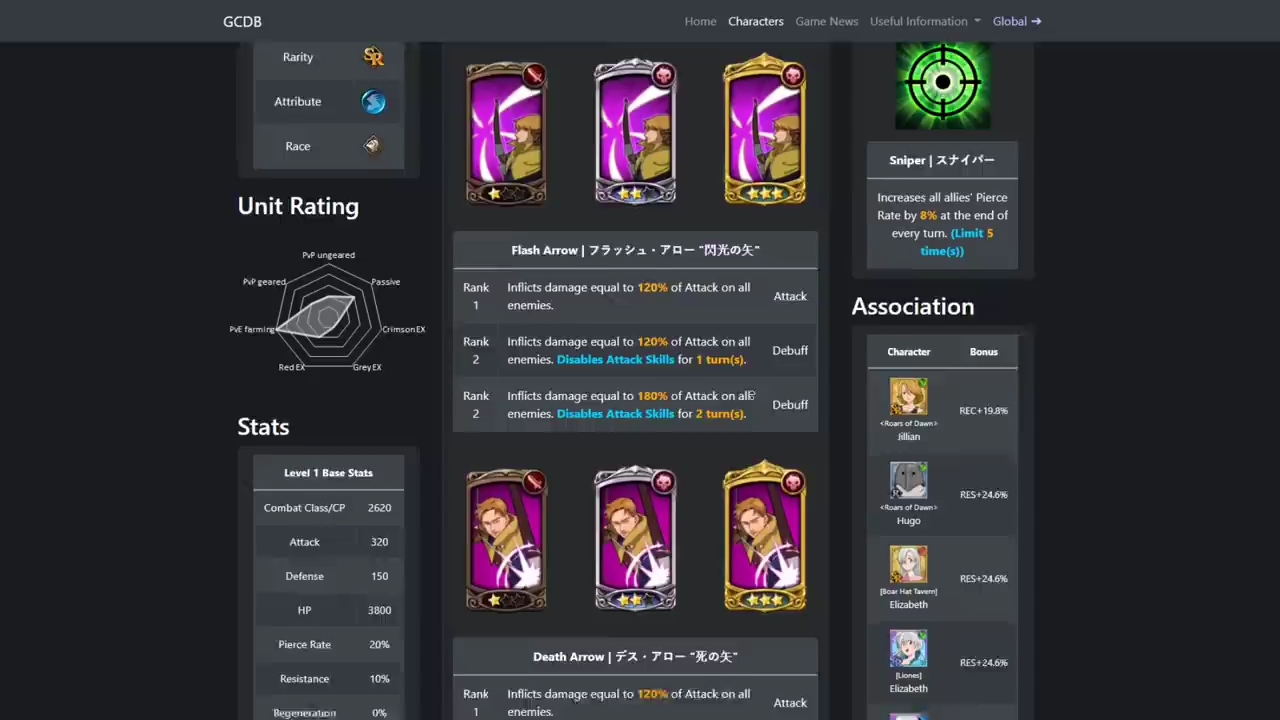 GCDB
Home Characters Game News Useful Information Global ➔
Rarity SR
Attribute
Race
Unit Rating
PvP ungeared
PvP geared
Passive
PvE farming
Crimson EX
Red EX
Grey EX
Stats
Level 1 Base Stats
Combat Class/CP 2620
Attack 320
Defense 150
HP 3800
Pierce Rate 20%
Resistance 10%
Regeneration 0%
Flash Arrow | フラッシュ・アロー "閃光の矢"
Rank 1
Inflicts damage equal to 120% of Attack on all
enemies.
Attack
Rank 2
Inflicts damage equal to 120% of Attack on all
enemies. Disables Attack Skills for 1 turn(s).
Debuff
Rank 2
Inflicts damage equal to 180% of Attack on all
enemies. Disables Attack Skills for 2 turn(s).
Debuff
Death Arrow | デス・アロー "死の矢"
Rank 1
Inflicts damage equal to 120% of Attack on all
enemies.
Attack
Sniper | スナイパー
Increases all allies' Pierce
Rate by 8% at the end of
every turn. (Limit 5
time(s))
Association
Character Bonus
<Roars of Dawn>
Jillian
REC+19.8%
<Roars of Dawn>
Hugo
RES+24.6%
[Boar Hat Tavern]
Elizabeth
RES+24.6%
[Liones]
Elizabeth
RES+24.6%